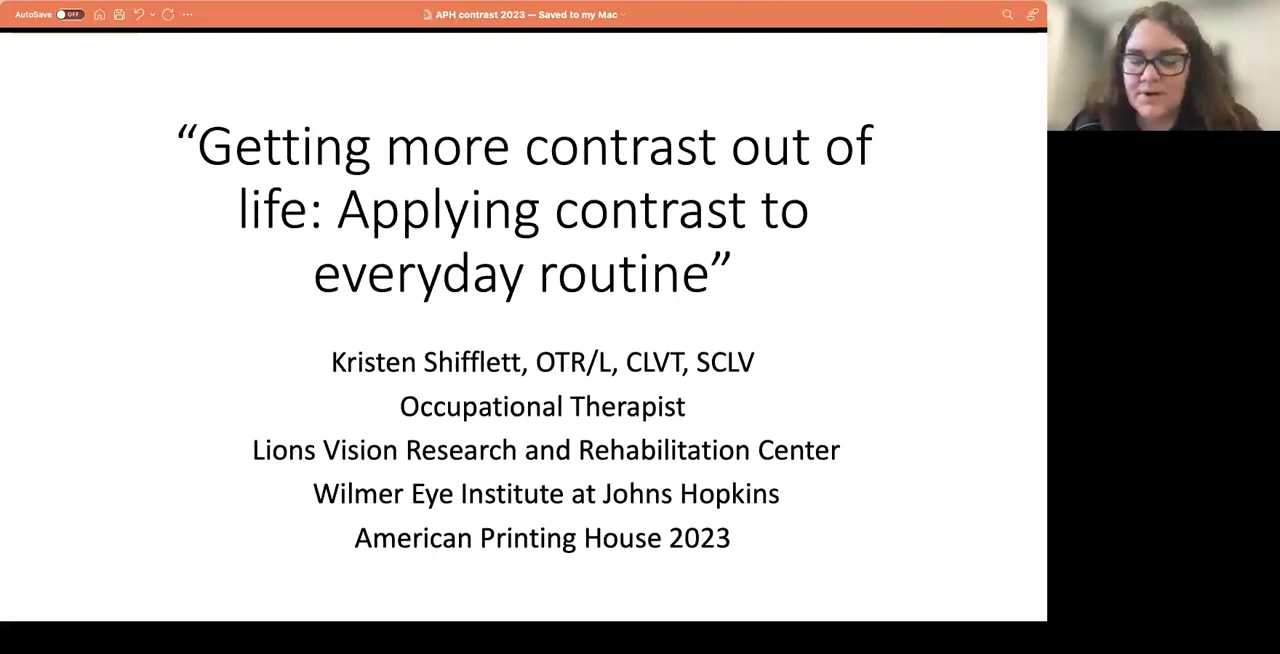 AutoSave OFF
APH contrast 2023 — Saved to my Mac
“Getting more contrast out of
life: Applying contrast to
everyday routine”
Kristen Shifflett, OTR/L, CLVT, SCLV
Occupational Therapist
Lions Vision Research and Rehabilitation Center
Wilmer Eye Institute at Johns Hopkins
American Printing House 2023